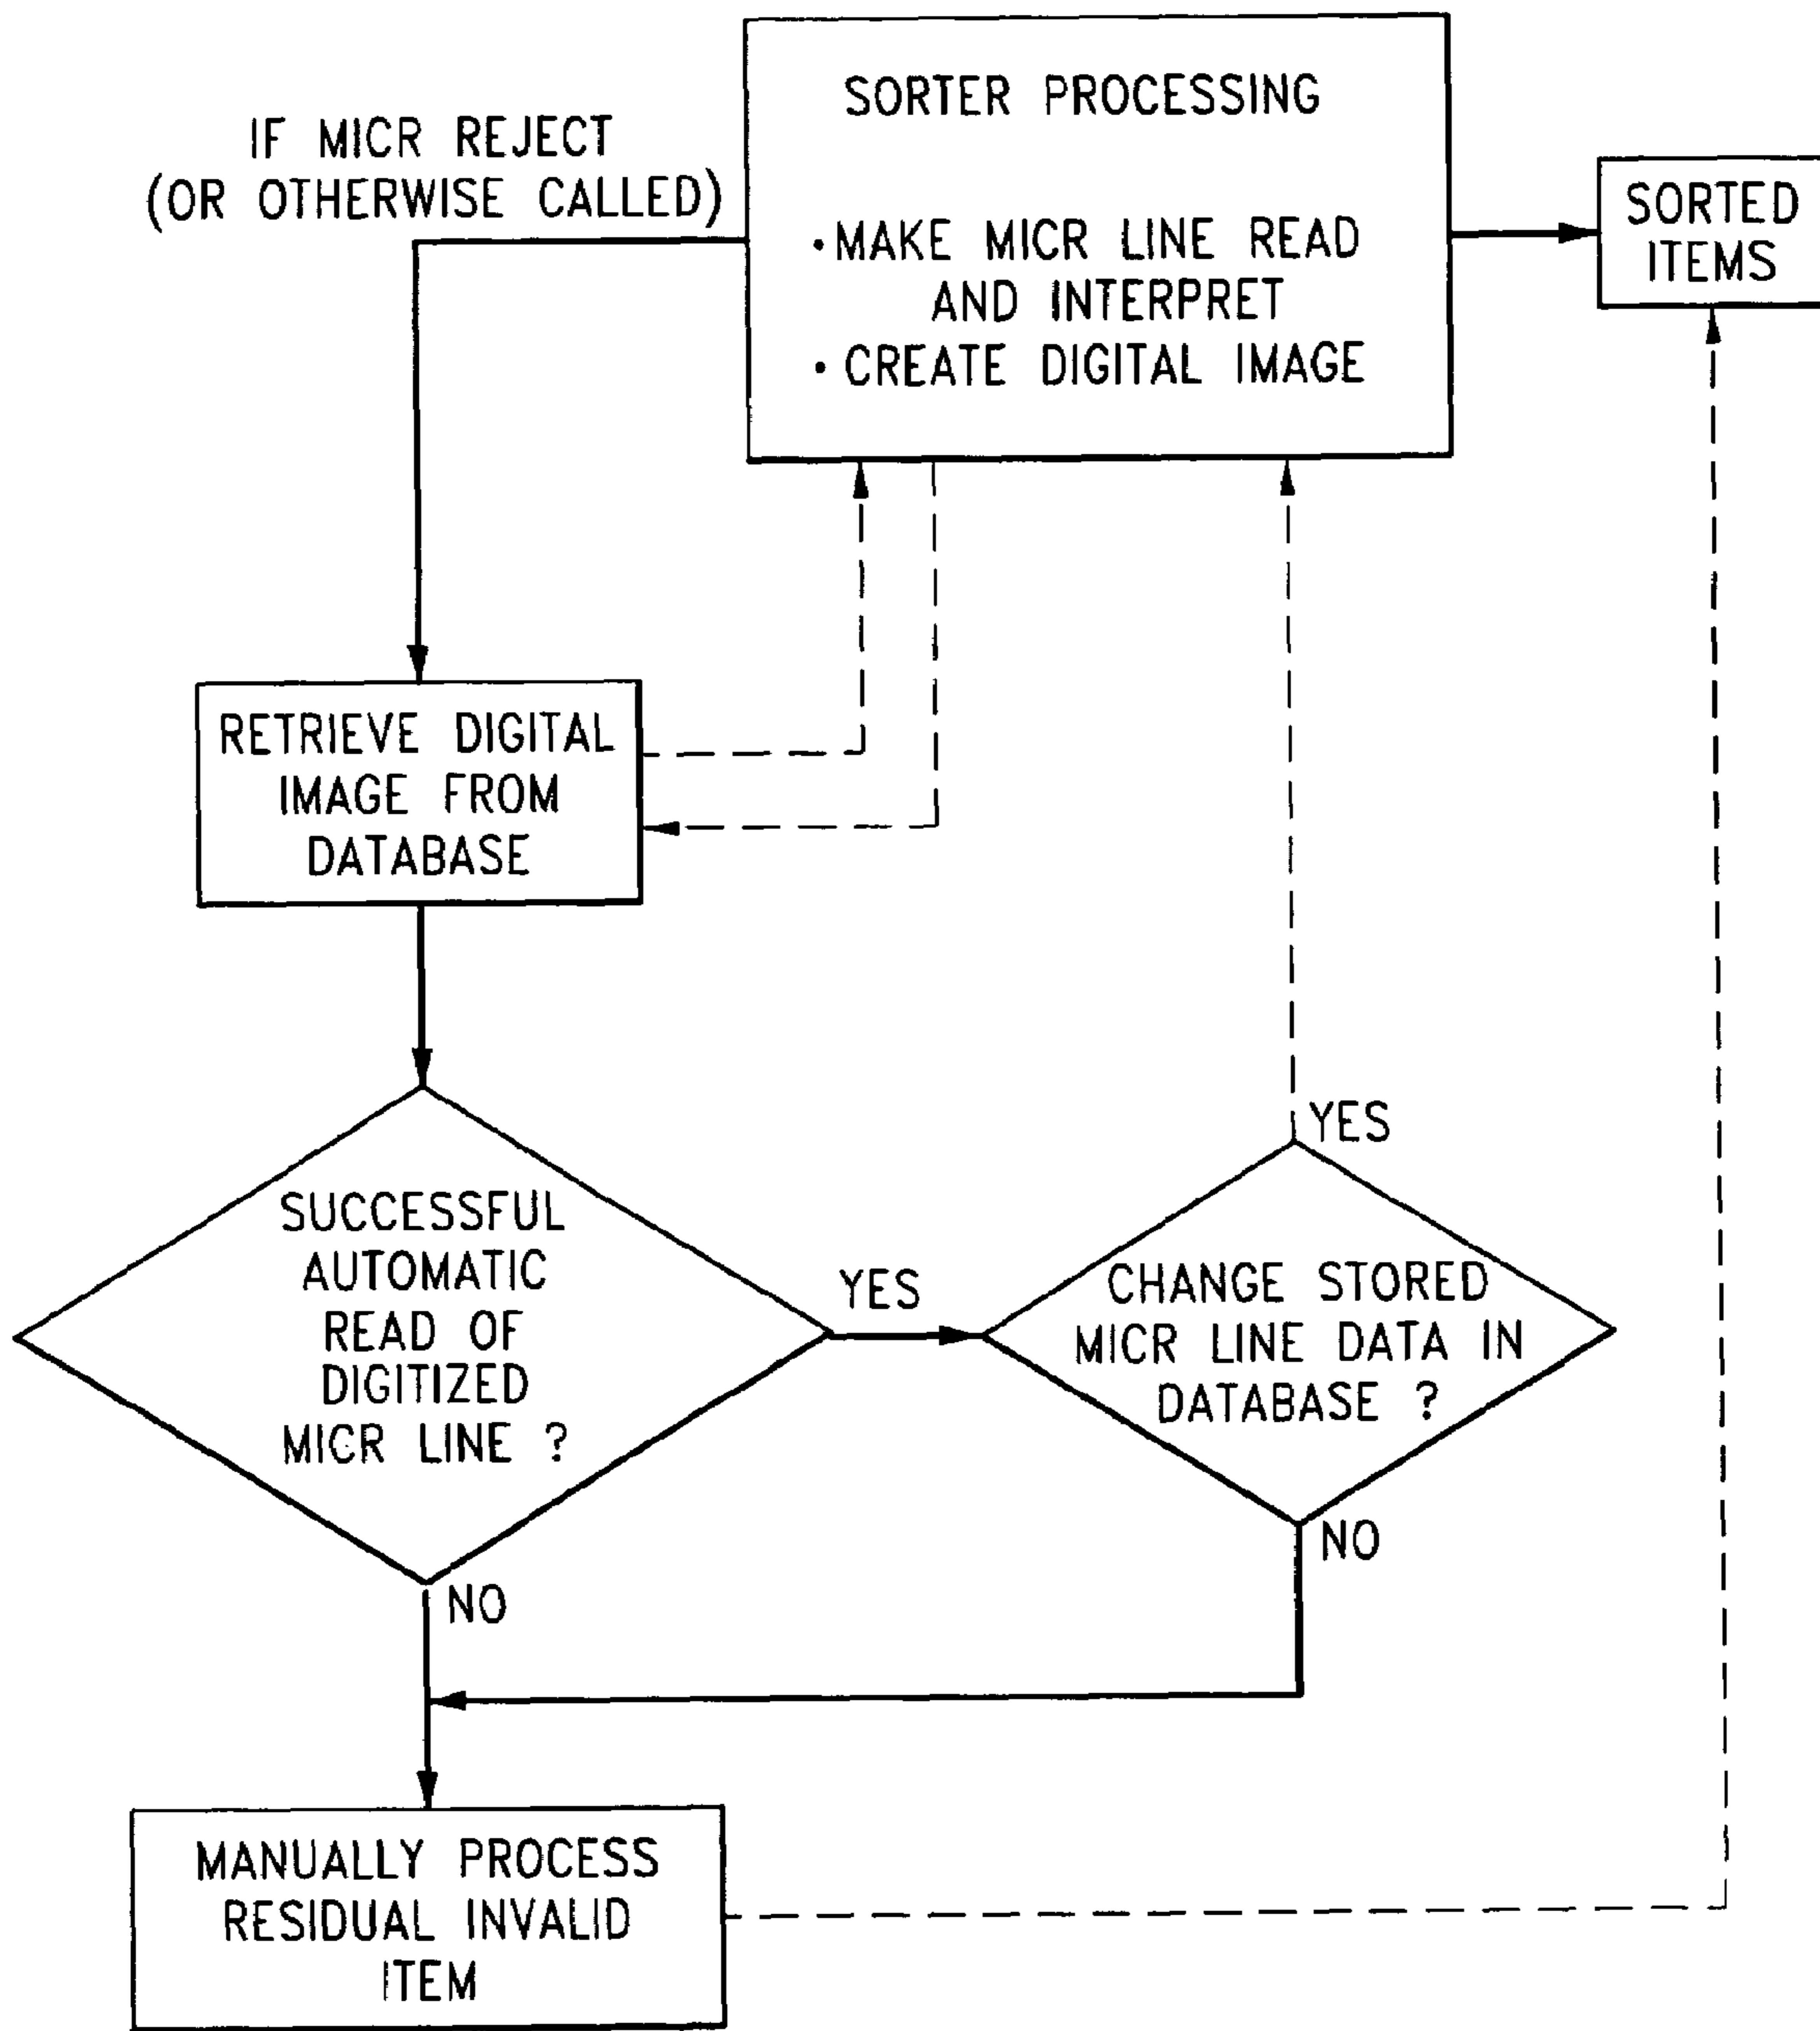 SORTER PROCESSING
IF MICR REJECT
(OR OTHERWISE CALLED)
• MAKE MICR LINE READ
AND INTERPRET
• CREATE DIGITAL IMAGE
SORTED
ITEMS
RETRIEVE DIGITAL
IMAGE FROM
DATABASE
SUCCESSFUL
AUTOMATIC
READ OF
DIGITIZED
MICR LINE ?
YES
NO
YES
CHANGE STORED
MICR LINE DATA IN
DATABASE ?
NO
MANUALLY PROCESS
RESIDUAL INVALID
ITEM